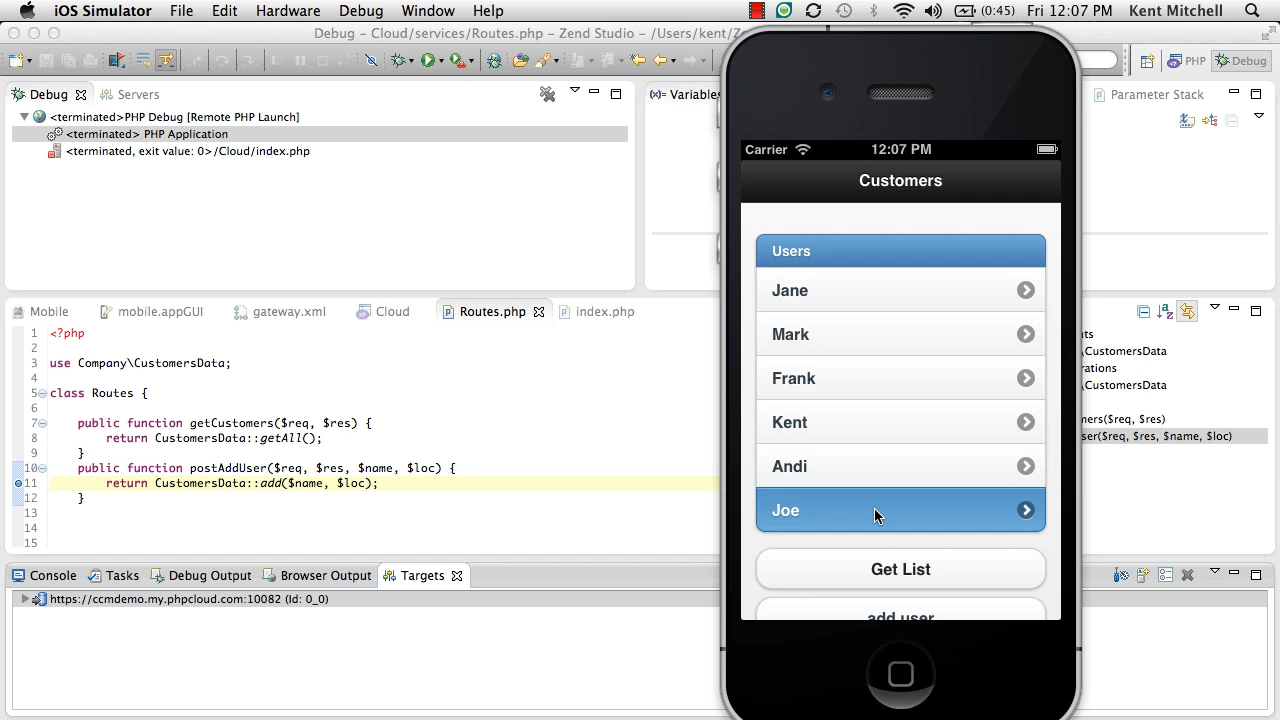 iOS Simulator File Edit Hardware Debug Window Help (0:45) Fri 12:07 PM Kent Mitchell
Debug - Cloud/services/Routes.php - Zend Studio - /Users/kent/Z
PHP Debug
Debug Servers
Variables
Parameter Stack
<terminated>PHP Debug [Remote PHP Launch]
<terminated> PHP Application
<terminated, exit value: 0>/Cloud/index.php
Carrier 12:07 PM
Customers
Users
Jane
Mark
Frank
Kent
Andi
Joe
Get List
add user
Mobile mobile.appGUI gateway.xml Cloud Routes.php index.php
1 <?php
2
3 use Company\CustomersData;
4
5 class Routes {
6
7 public function getCustomers($req, $res) {
8 return CustomersData::getAll();
9 }
10 public function postAddUser($req, $res, $name, $loc) {
11 return CustomersData::add($name, $loc);
12 }
13
14
15
ts
\CustomersData
rations
\CustomersData
mers($req, $res)
ser($req, $res, $name, $loc)
Console Tasks Debug Output Browser Output Targets
https://ccmdemo.my.phpcloud.com:10082 (Id: 0_0)